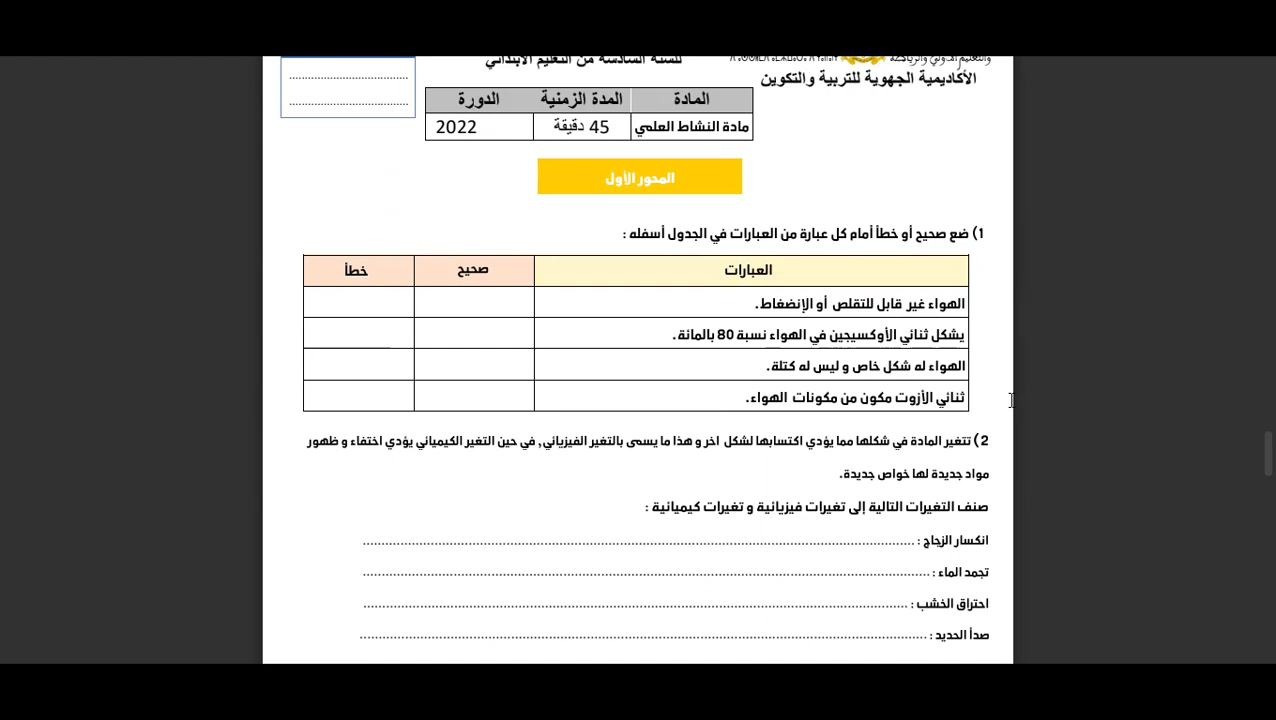 للسنة السادسة من التعليم الابتدائي
الأكاديمية الجهوية للتربية والتكوين
المادة المدة الزمنية الدورة
مادة النشاط العلمي 45 دقيقة 2022
المحور الأول
1) ضع صحيح أو خطأ أمام كل عبارة من العبارات في الجدول أسفله :
العبارات صحيح خطأ
الهواء غير قابل للتقلص أو الإنضغاط.
يشكل ثنائي الأوكسيجين في الهواء نسبة 80 بالمائة.
الهواء له شكل خاص و ليس له كتلة.
ثنائي الأزوت مكون من مكونات الهواء.
2) تتغير المادة في شكلها مما يؤدي اكتسابها لشكل اخر و هذا ما يسمى بالتغير الفيزيائي, في حين التغير الكيميائي يؤدي اختفاء و ظهور
مواد جديدة لها خواص جديدة.
صنف التغيرات التالية إلى تغيرات فيزيائية و تغيرات كيميائية :
انكسار الزجاج : ........................................
تجمد الماء : ........................................
احتراق الخشب : ........................................
صدأ الحديد : ........................................